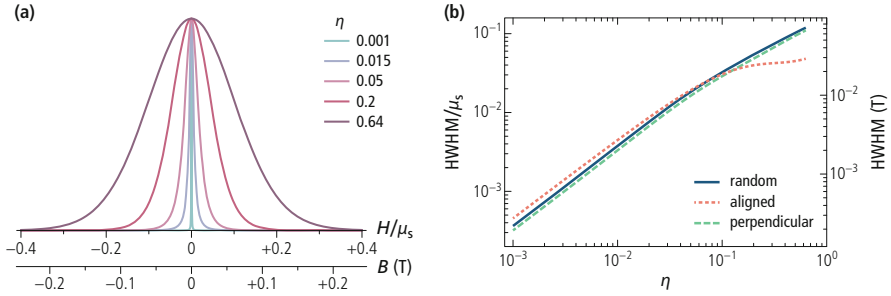 (a)
η
0.001
0.015
0.05
0.2
0.64
−0.4 −0.2 0 +0.2 +0.4
H/μs
−0.2 −0.1 0 +0.1 +0.2
B (T)
(b)
HWHM/μs
10⁻¹
10⁻²
10⁻³
random
aligned
perpendicular
10⁻³ 10⁻² 10⁻¹ 10⁰
η
10⁻²
10⁻³
HWHM (T)